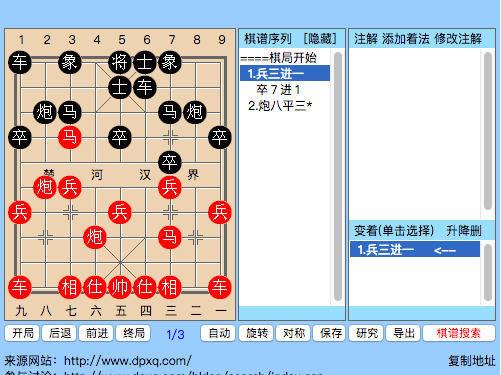 1 2 3 4 5 6 7 8 9
车 象 将 士 象
士 车
炮 马 马 炮
卒 马 卒 卒
卒
楚 河 汉 界
炮 兵 兵
兵 兵 兵
炮 马
车 相 仕 帅 仕 相 车
九 八 七 六 五 四 三 二 一
棋谱序列 [隐藏]
====棋局开始
1.兵三进一
卒７进１
2.炮八平三*
注解 添加着法 修改注解
变着(单击选择) 升降删
1.兵三进一 <--
开局 后退 前进 终局 1/3 自动 旋转 对称 保存 研究 导出 棋谱搜索
来源网站: http://www.dpxq.com/ 复制地址